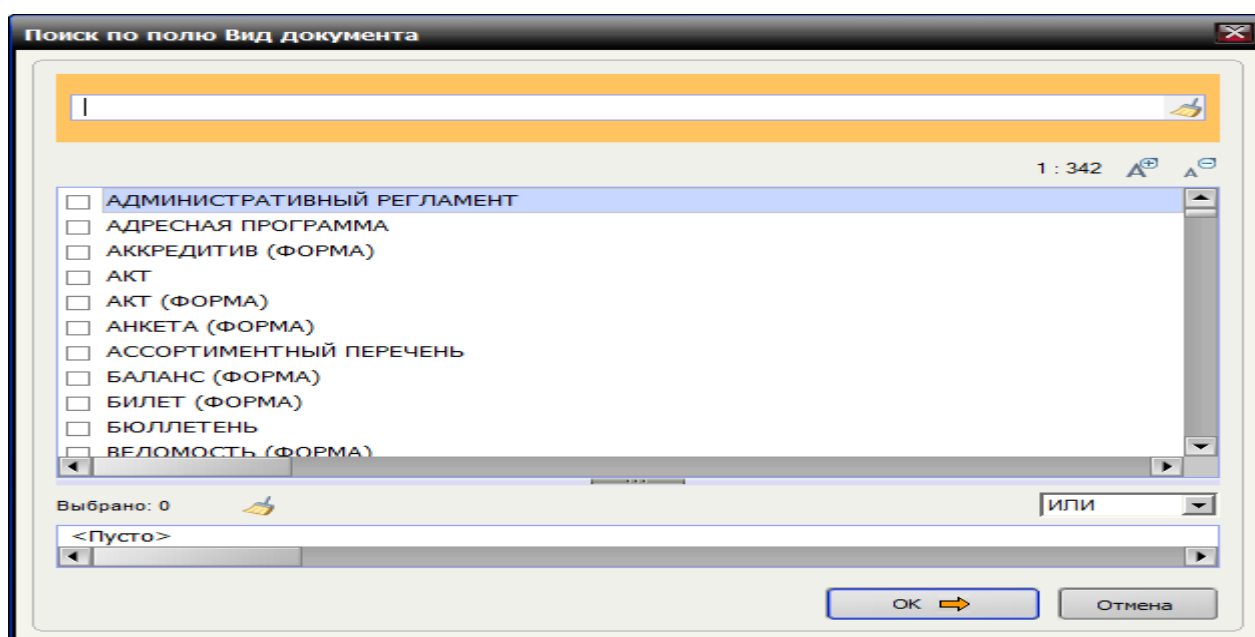 Поиск по полю Вид документа
1 : 342
АДМИНИСТРАТИВНЫЙ РЕГЛАМЕНТ
АДРЕСНАЯ ПРОГРАММА
АККРЕДИТИВ (ФОРМА)
АКТ
АКТ (ФОРМА)
АНКЕТА (ФОРМА)
АССОРТИМЕНТНЫЙ ПЕРЕЧЕНЬ
БАЛАНС (ФОРМА)
БИЛЕТ (ФОРМА)
БЮЛЛЕТЕНЬ
ВЕДОМОСТЬ (ФОРМА)
Выбрано: 0
ИЛИ
<Пусто>
ОК
Отмена